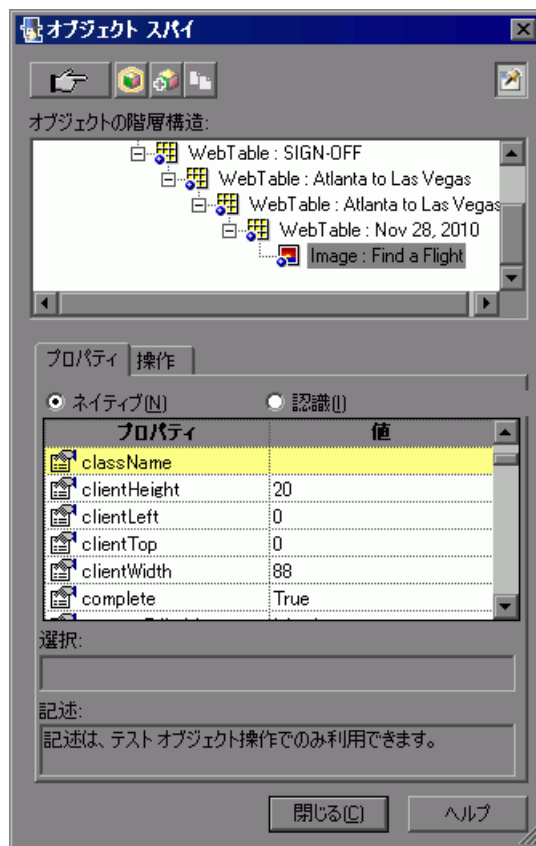 オブジェクト スパイ
オブジェクトの階層構造:
WebTable : SIGN-OFF
WebTable : Atlanta to Las Vegas
WebTable : Atlanta to Las Vegas
WebTable : Nov 28, 2010
Image : Find a Flight
プロパティ 操作
ネイティブ(N) 認識(I)
プロパティ 値
className
clientHeight 20
clientLeft 0
clientTop 0
clientWidth 88
complete True
選択:
記述:
記述は、テスト オブジェクト操作でのみ利用できます。
閉じる(C) ヘルプ